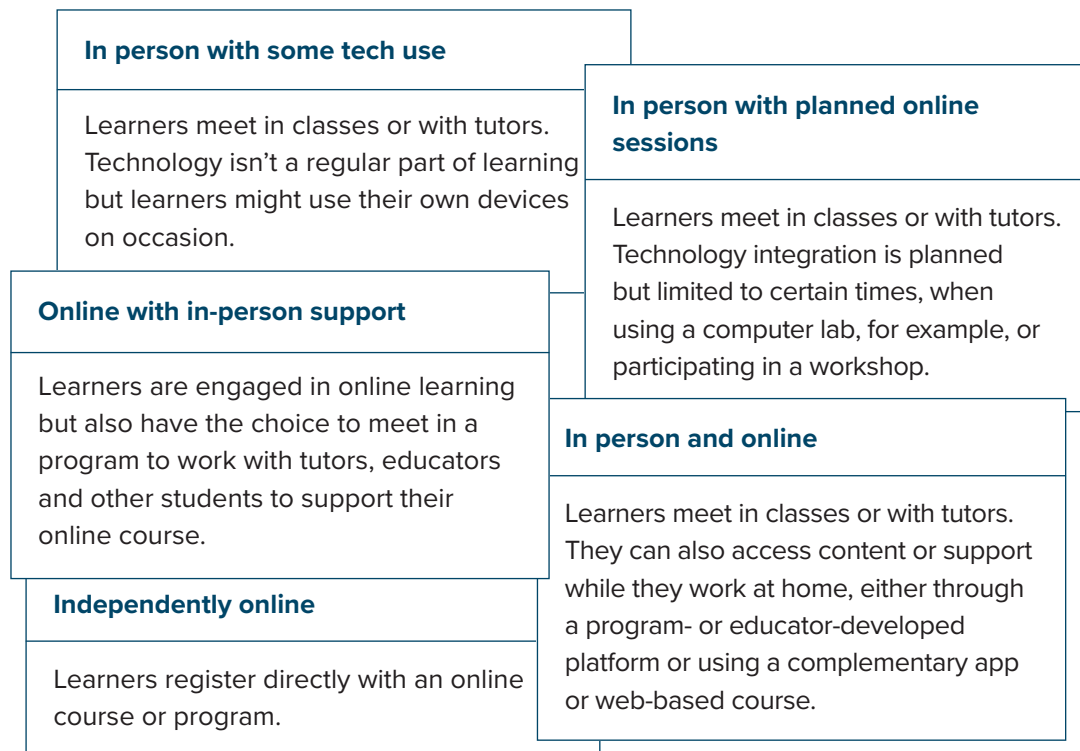 In person with some tech use
Learners meet in classes or with tutors.
Technology isn’t a regular part of learning
but learners might use their own devices
on occasion.
In person with planned online
sessions
Learners meet in classes or with tutors.
Technology integration is planned
but limited to certain times, when
using a computer lab, for example, or
participating in a workshop.
Online with in-person support
Learners are engaged in online learning
but also have the choice to meet in a
program to work with tutors, educators
and other students to support their
online course.
In person and online
Learners meet in classes or with tutors.
They can also access content or support
while they work at home, either through
a program- or educator-developed
platform or using a complementary app
or web-based course.
Independently online
Learners register directly with an online
course or program.